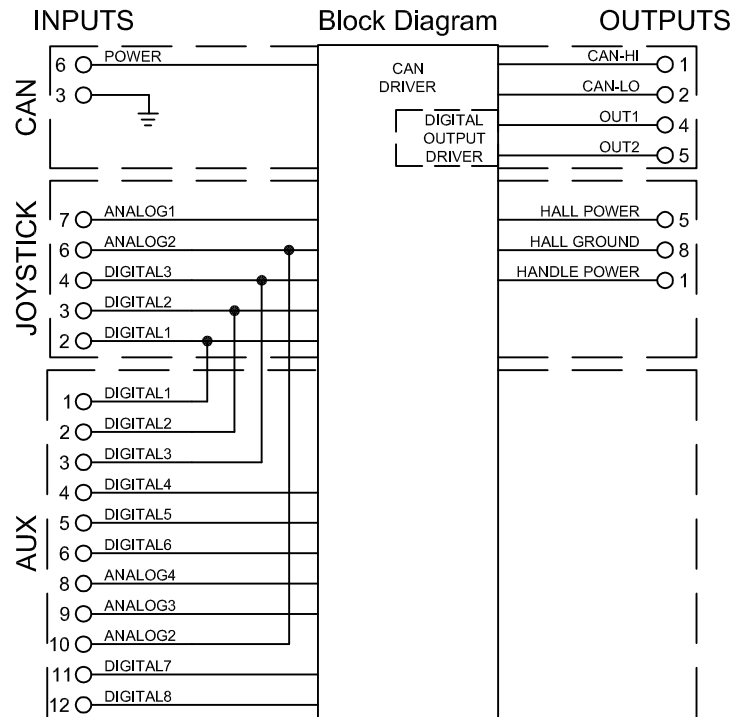 INPUTS Block Diagram OUTPUTS
CAN
6 POWER
3
CAN
DRIVER
DIGITAL
OUTPUT
DRIVER
CAN-HI 1
CAN-LO 2
OUT1 4
OUT2 5
JOYSTICK
7 ANALOG1
6 ANALOG2
4 DIGITAL3
3 DIGITAL2
2 DIGITAL1
HALL POWER 5
HALL GROUND 8
HANDLE POWER 1
AUX
1 DIGITAL1
2 DIGITAL2
3 DIGITAL3
4 DIGITAL4
5 DIGITAL5
6 DIGITAL6
8 ANALOG4
9 ANALOG3
10 ANALOG2
11 DIGITAL7
12 DIGITAL8